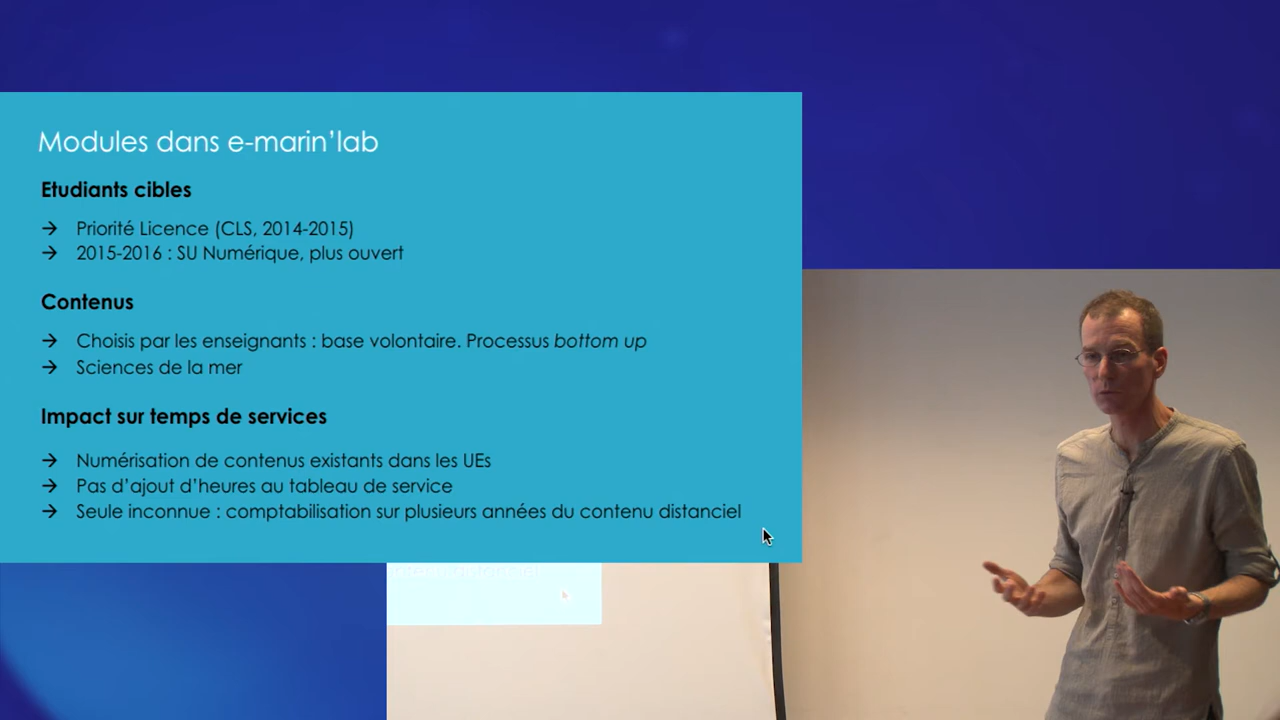 Modules dans e-marin'lab
Etudiants cibles
→ Priorité Licence (CLS, 2014-2015)
→ 2015-2016 : SU Numérique, plus ouvert
Contenus
→ Choisis par les enseignants : base volontaire. Processus bottom up
→ Sciences de la mer
Impact sur temps de services
→ Numérisation de contenus existants dans les UEs
→ Pas d'ajout d'heures au tableau de service
→ Seule inconnue : comptabilisation sur plusieurs années du contenu distanciel